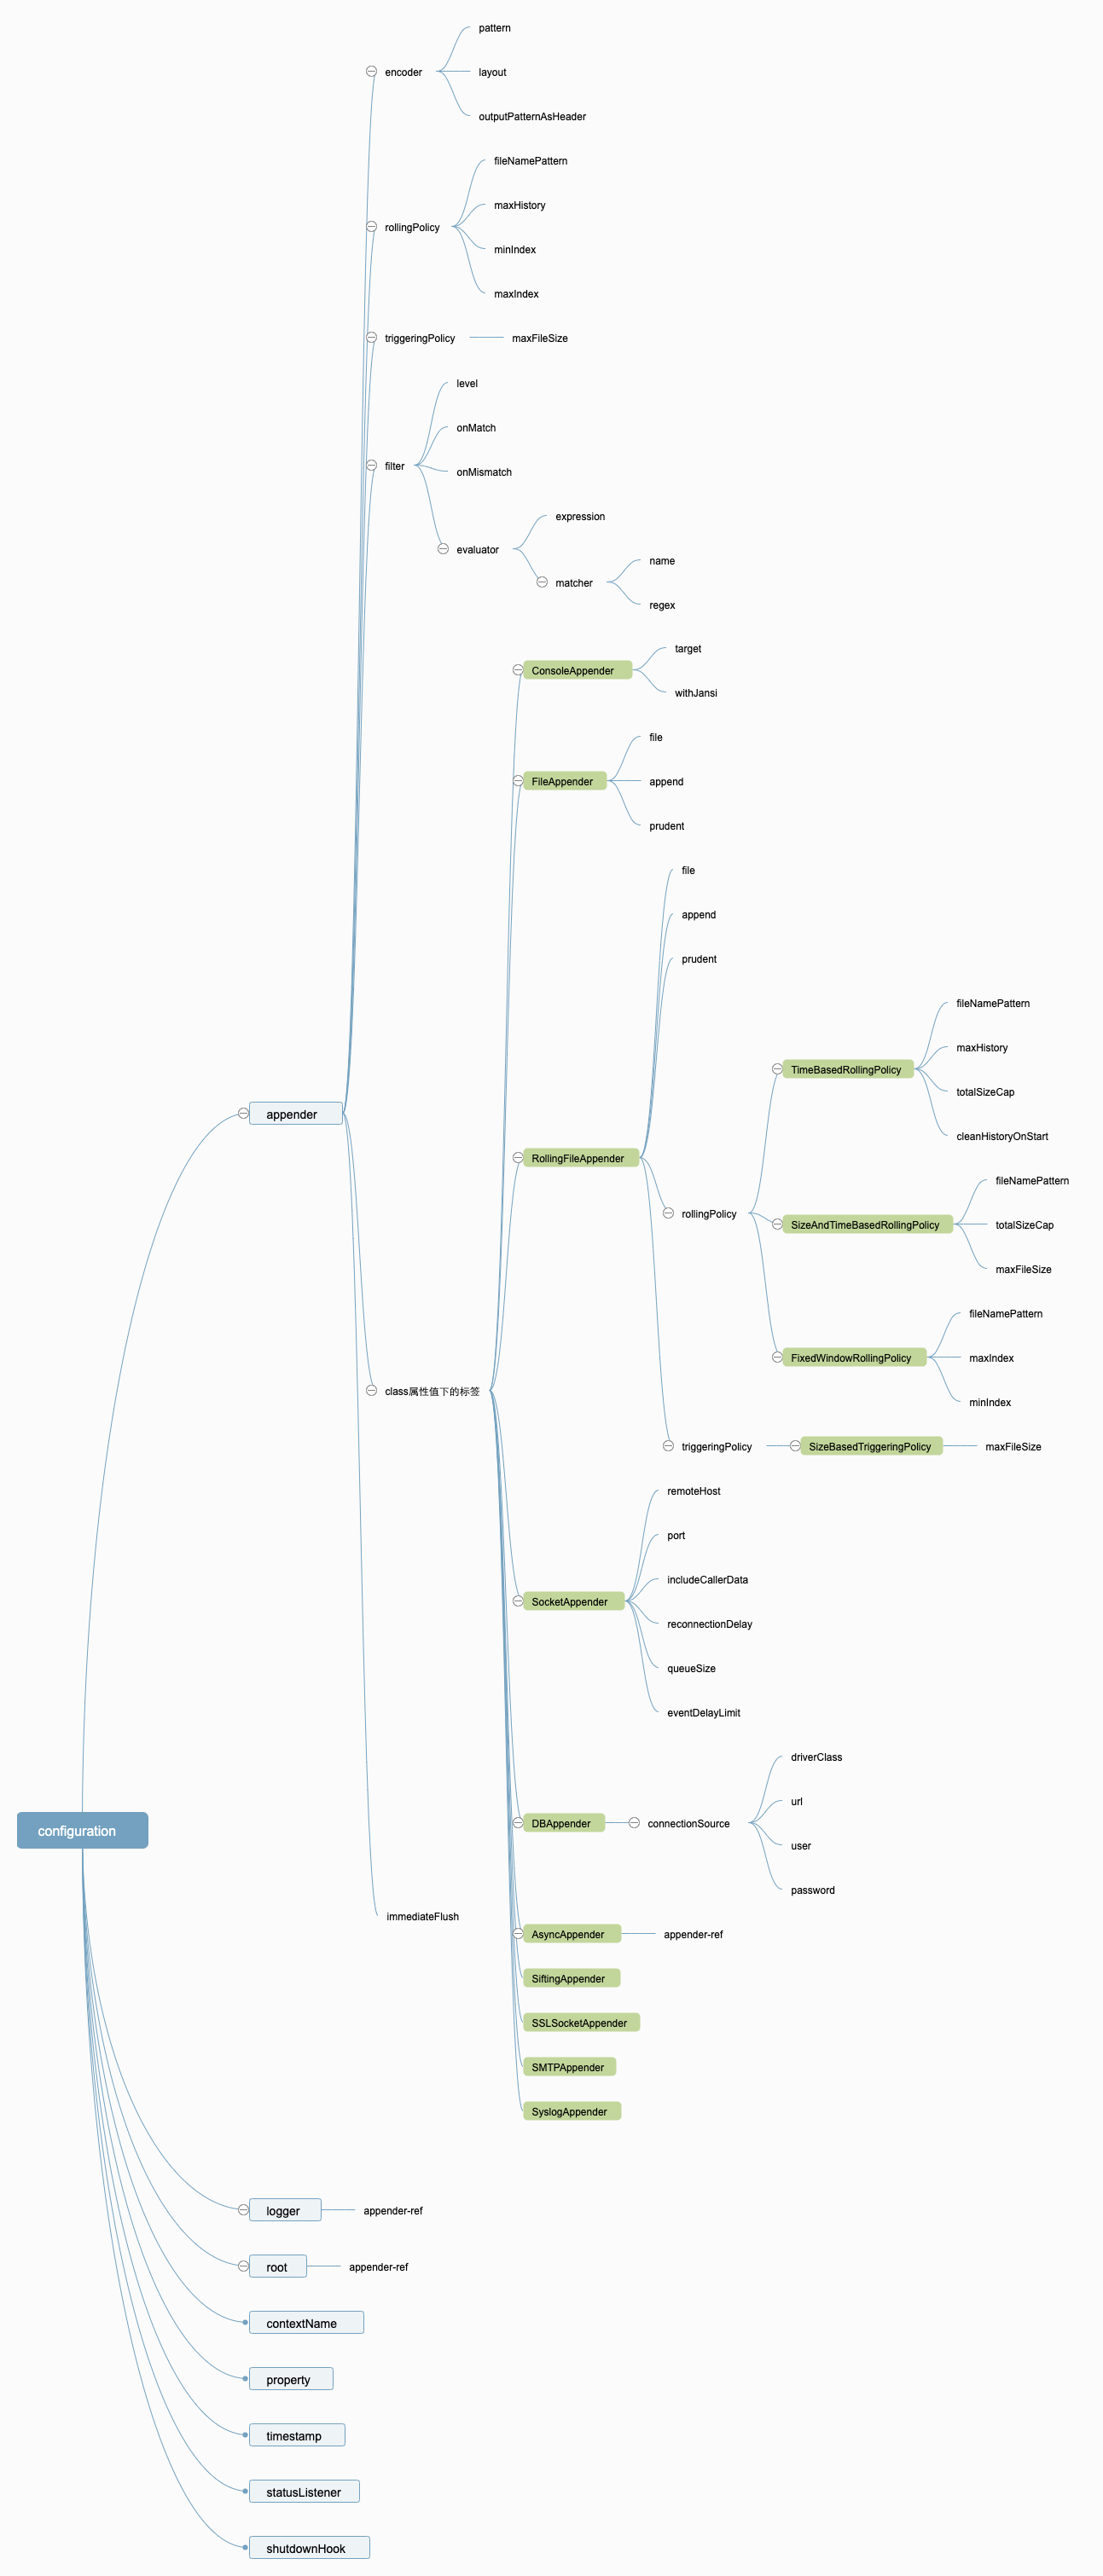 pattern
encoder
layout
outputPatternAsHeader
fileNamePattern
maxHistory
rollingPolicy
minIndex
maxIndex
triggeringPolicy
maxFileSize
level
onMatch
filter
onMismatch
expression
evaluator
name
matcher
regex
target
ConsoleAppender
withJansi
file
FileAppender
append
prudent
file
append
prudent
fileNamePattern
maxHistory
TimeBasedRollingPolicy
totalSizeCap
appender
cleanHistoryOnStart
RollingFileAppender
fileNamePattern
rollingPolicy
SizeAndTimeBasedRollingPolicy
totalSizeCap
maxFileSize
fileNamePattern
FixedWindowRollingPolicy
maxIndex
class属性值下的标签
minIndex
triggeringPolicy
SizeBasedTriggeringPolicy
maxFileSize
remoteHost
port
includeCallerData
SocketAppender
reconnectionDelay
queueSize
eventDelayLimit
driverClass
url
DBAppender
connectionSource
configuration
user
password
immediateFlush
AsyncAppender
appender-ref
SiftingAppender
SSLSocketAppender
SMTPAppender
SyslogAppender
logger
appender-ref
root
appender-ref
contextName
property
timestamp
statusListener
shutdownHook